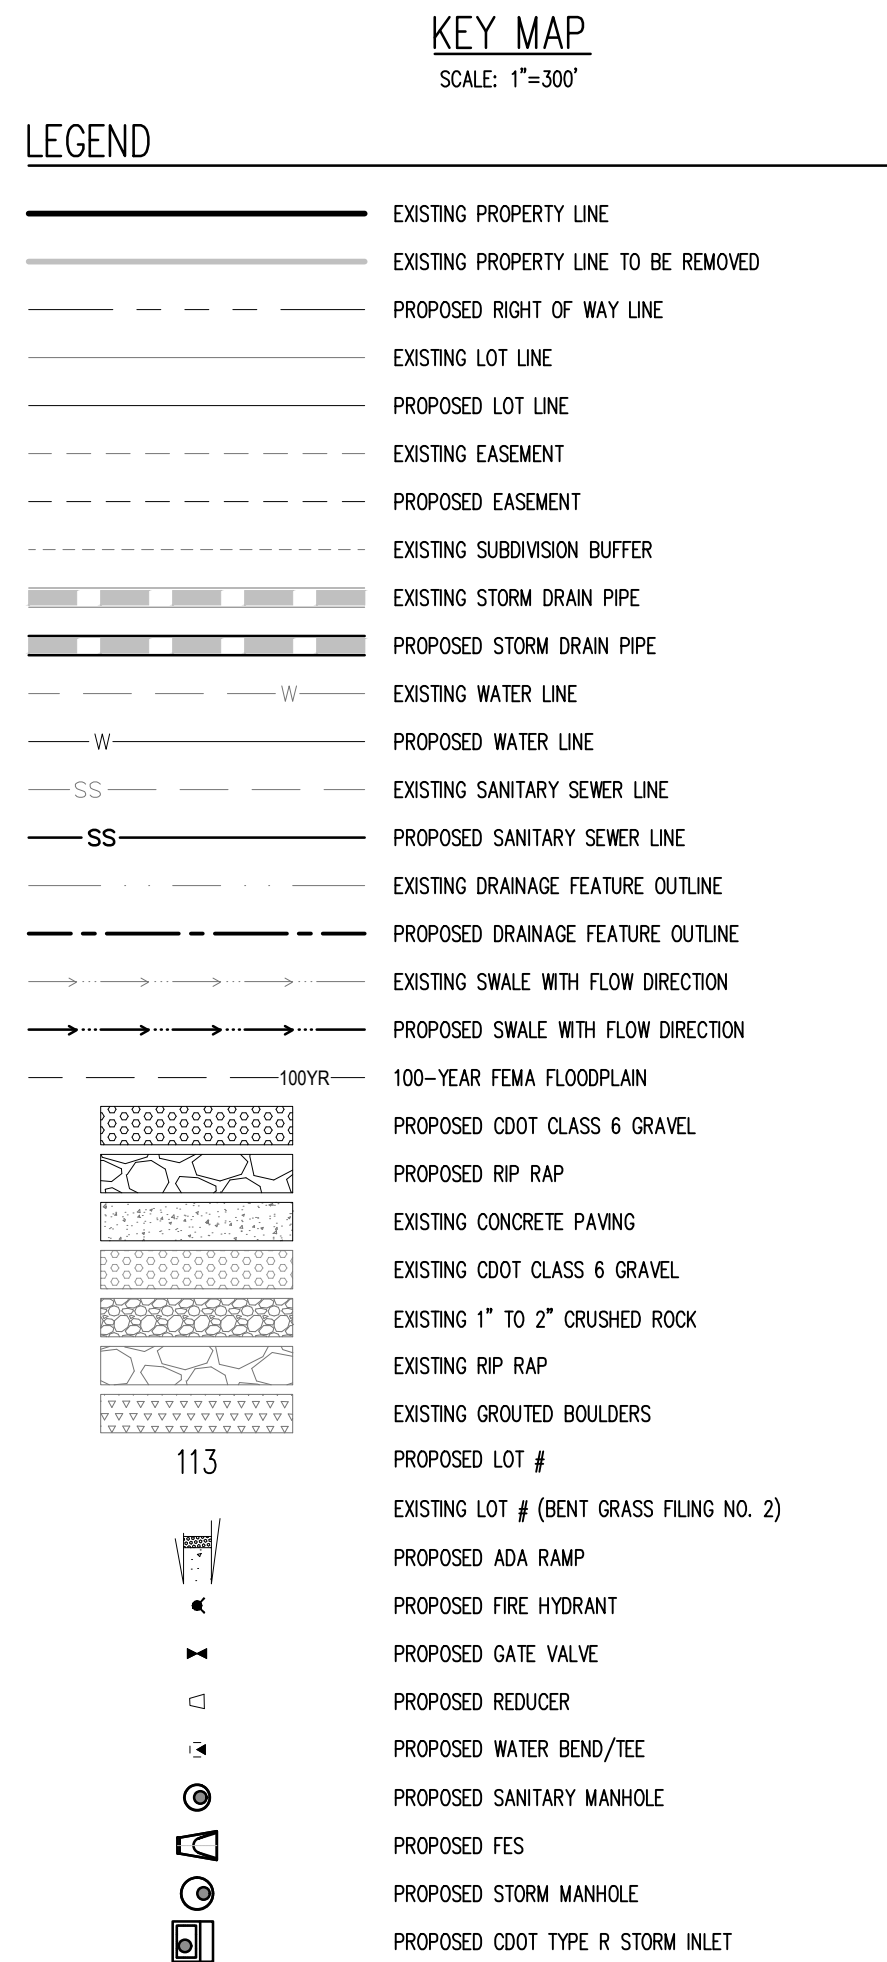 KEY MAP
SCALE: 1"=300'
LEGEND
EXISTING PROPERTY LINE
EXISTING PROPERTY LINE TO BE REMOVED
PROPOSED RIGHT OF WAY LINE
EXISTING LOT LINE
PROPOSED LOT LINE
EXISTING EASEMENT
PROPOSED EASEMENT
EXISTING SUBDIVISION BUFFER
EXISTING STORM DRAIN PIPE
PROPOSED STORM DRAIN PIPE
W EXISTING WATER LINE
W PROPOSED WATER LINE
SS EXISTING SANITARY SEWER LINE
SS PROPOSED SANITARY SEWER LINE
EXISTING DRAINAGE FEATURE OUTLINE
PROPOSED DRAINAGE FEATURE OUTLINE
EXISTING SWALE WITH FLOW DIRECTION
PROPOSED SWALE WITH FLOW DIRECTION
100YR 100-YEAR FEMA FLOODPLAIN
PROPOSED CDOT CLASS 6 GRAVEL
PROPOSED RIP RAP
EXISTING CONCRETE PAVING
EXISTING CDOT CLASS 6 GRAVEL
EXISTING 1" TO 2" CRUSHED ROCK
EXISTING RIP RAP
EXISTING GROUTED BOULDERS
113 PROPOSED LOT #
EXISTING LOT # (BENT GRASS FILING NO. 2)
PROPOSED ADA RAMP
PROPOSED FIRE HYDRANT
PROPOSED GATE VALVE
PROPOSED REDUCER
PROPOSED WATER BEND/TEE
PROPOSED SANITARY MANHOLE
PROPOSED FES
PROPOSED STORM MANHOLE
PROPOSED CDOT TYPE R STORM INLET